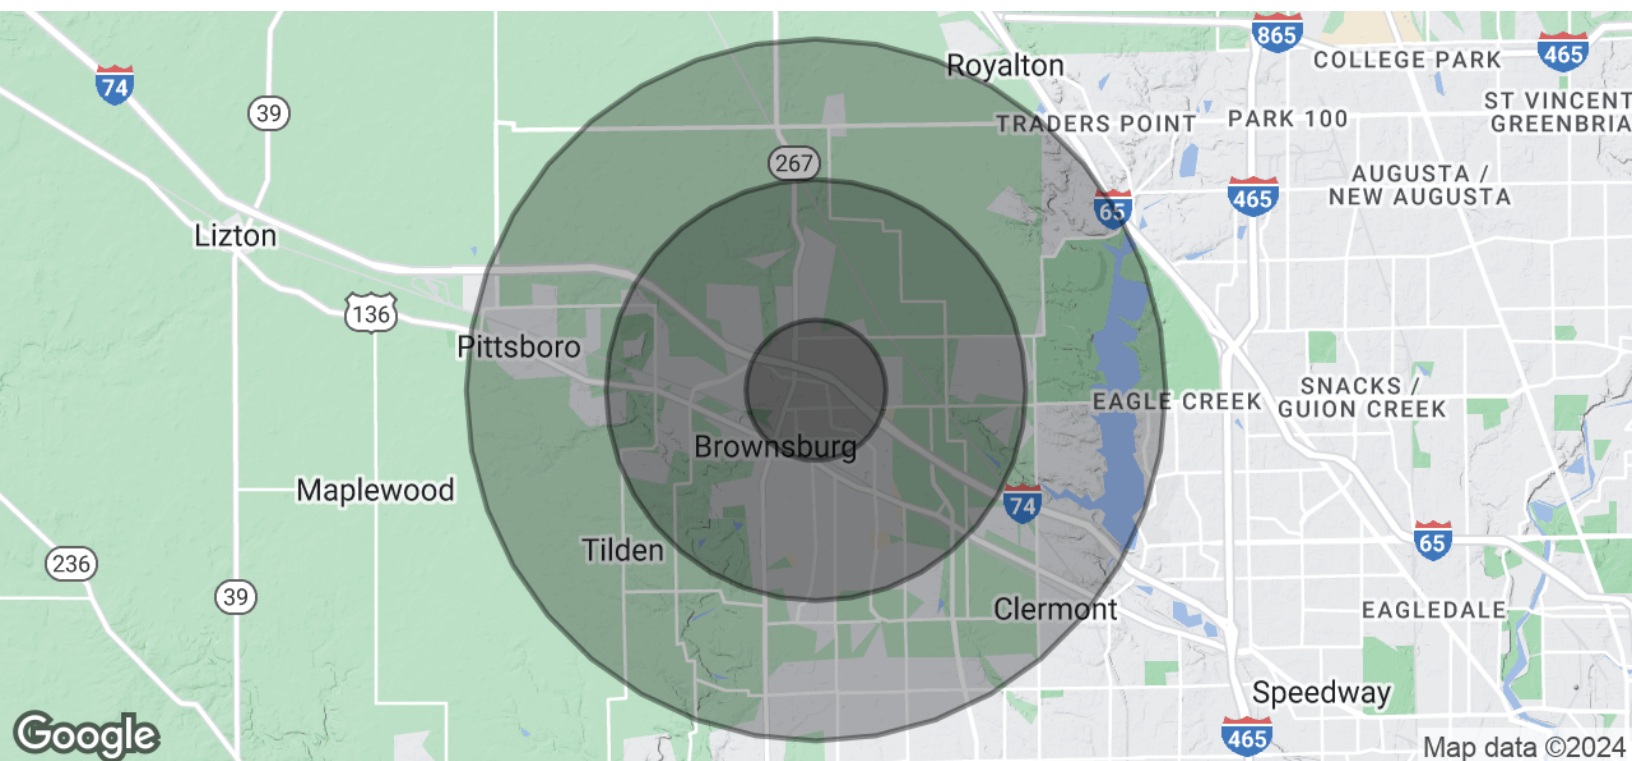 865
465
COLLEGE PARK
Royalton
74
39
ST VINCENT
GREENBRIA
TRADERS POINT
PARK 100
267
AUGUSTA /
NEW AUGUSTA
465
65
Lizton
136
Pittsboro
SNACKS /
GUION CREEK
EAGLE CREEK
Brownsburg
Maplewood
74
65
Tilden
236
39
Clermont
EAGLEDALE
Speedway
465
Google
Map data ©2024